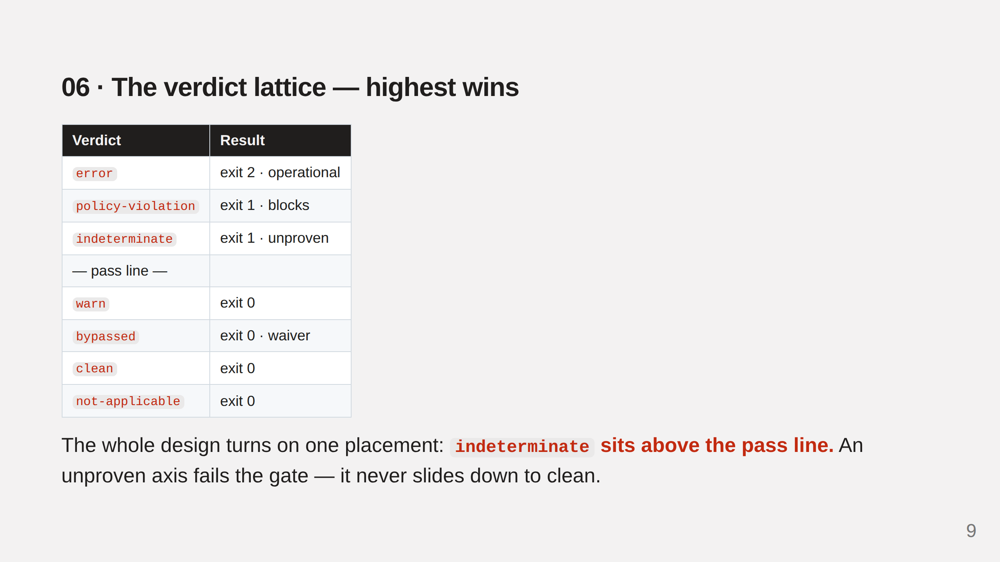 06 · The verdict lattice — highest wins
Verdict Result
error exit 2 · operational
policy-violation exit 1 · blocks
indeterminate exit 1 · unproven
— pass line —
warn exit 0
bypassed exit 0 · waiver
clean exit 0
not-applicable exit 0
The whole design turns on one placement: indeterminate sits above the pass line. An
unproven axis fails the gate — it never slides down to clean.
9